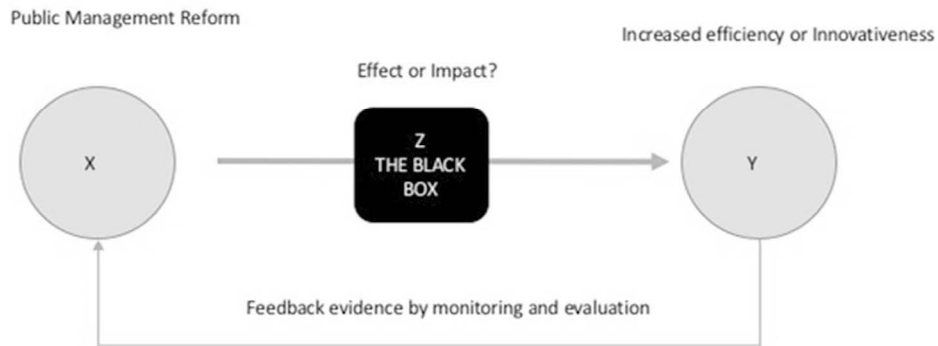 Public Management Reform
Increased efficiency or Innovativeness
Effect or Impact?
X
Z
THE BLACK
BOX
Y
Feedback evidence by monitoring and evaluation